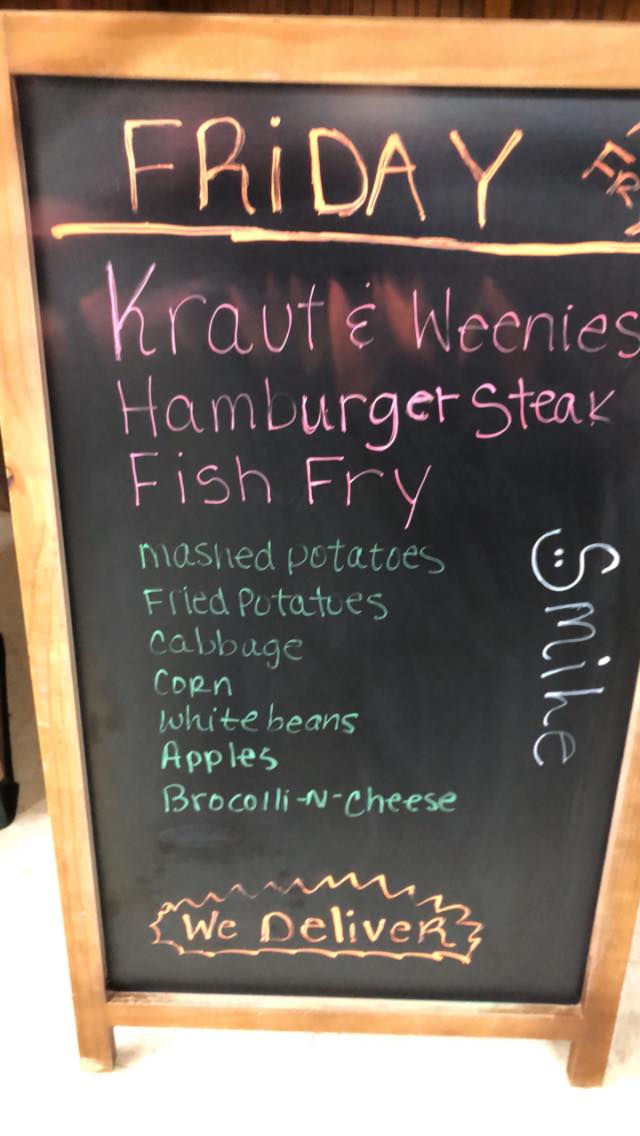 FRiDAY
FR
Kraut & Weenies
Hamburger Steak
Fish Fry
mashed potatoes
Fried Potatoes
Cabbage
CORN
white beans
Apples
Brocolli-N-Cheese
Smile
We DeliveR